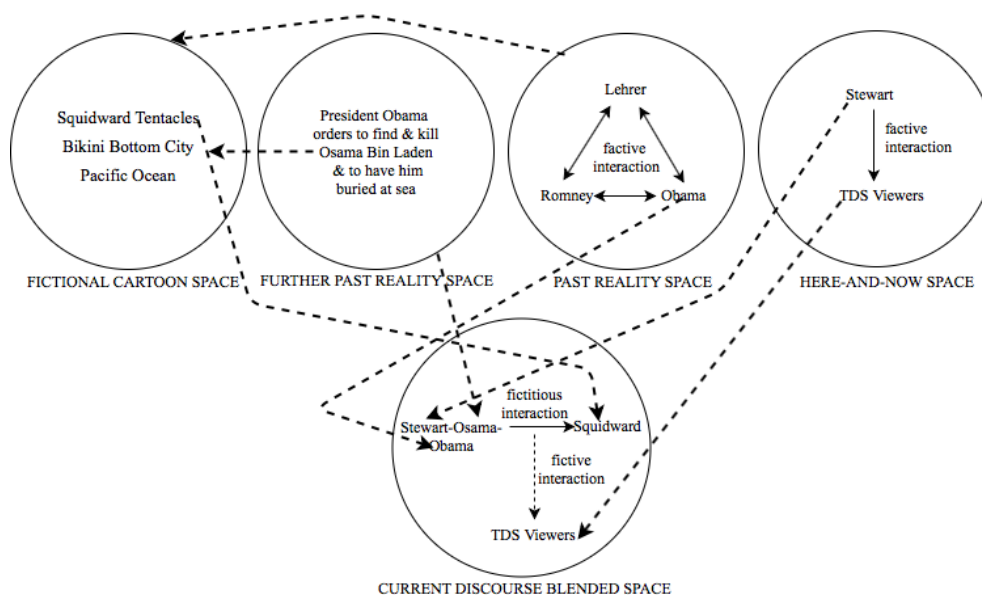 Squidward Tentacles
Bikini Bottom City
Pacific Ocean
FICTIONAL CARTOON SPACE
President Obama
orders to find & kill
Osama Bin Laden
& to have him
buried at sea
FURTHER PAST REALITY SPACE
Lehrer
factive
interaction
Romney
Obama
PAST REALITY SPACE
Stewart
factive
interaction
TDS Viewers
HERE-AND-NOW SPACE
fictitious
interaction
Stewart-Osama-
Obama
Squidward
fictive
interaction
TDS Viewers
CURRENT DISCOURSE BLENDED SPACE